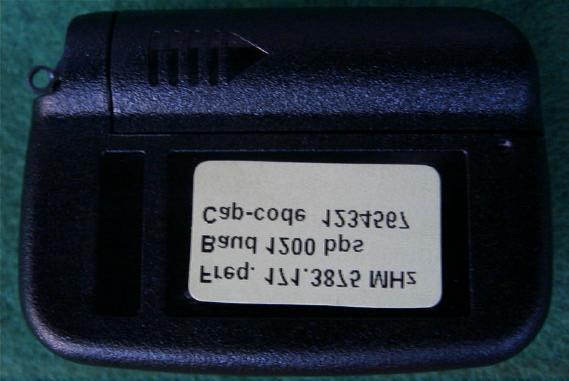 Freq. 171.3875 MHz
Baud 1200 bps
Cap-code 1234567